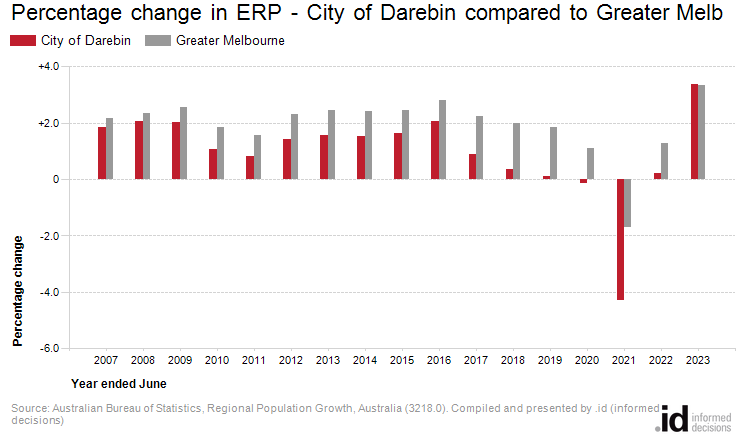 Percentage change in ERP - City of Darebin compared to Greater Melb
City of Darebin
Greater Melbourne
+4.0
+2.0
0
-2.0
-4.0
-6.0
Percentage change
2007 2008 2009 2010 2011 2012 2013 2014 2015 2016 2017 2018 2019 2020 2021 2022 2023
Year ended June
Source: Australian Bureau of Statistics, Regional Population Growth, Australia (3218.0). Compiled and presented by .id (informed
decisions)
.id informed
decisions